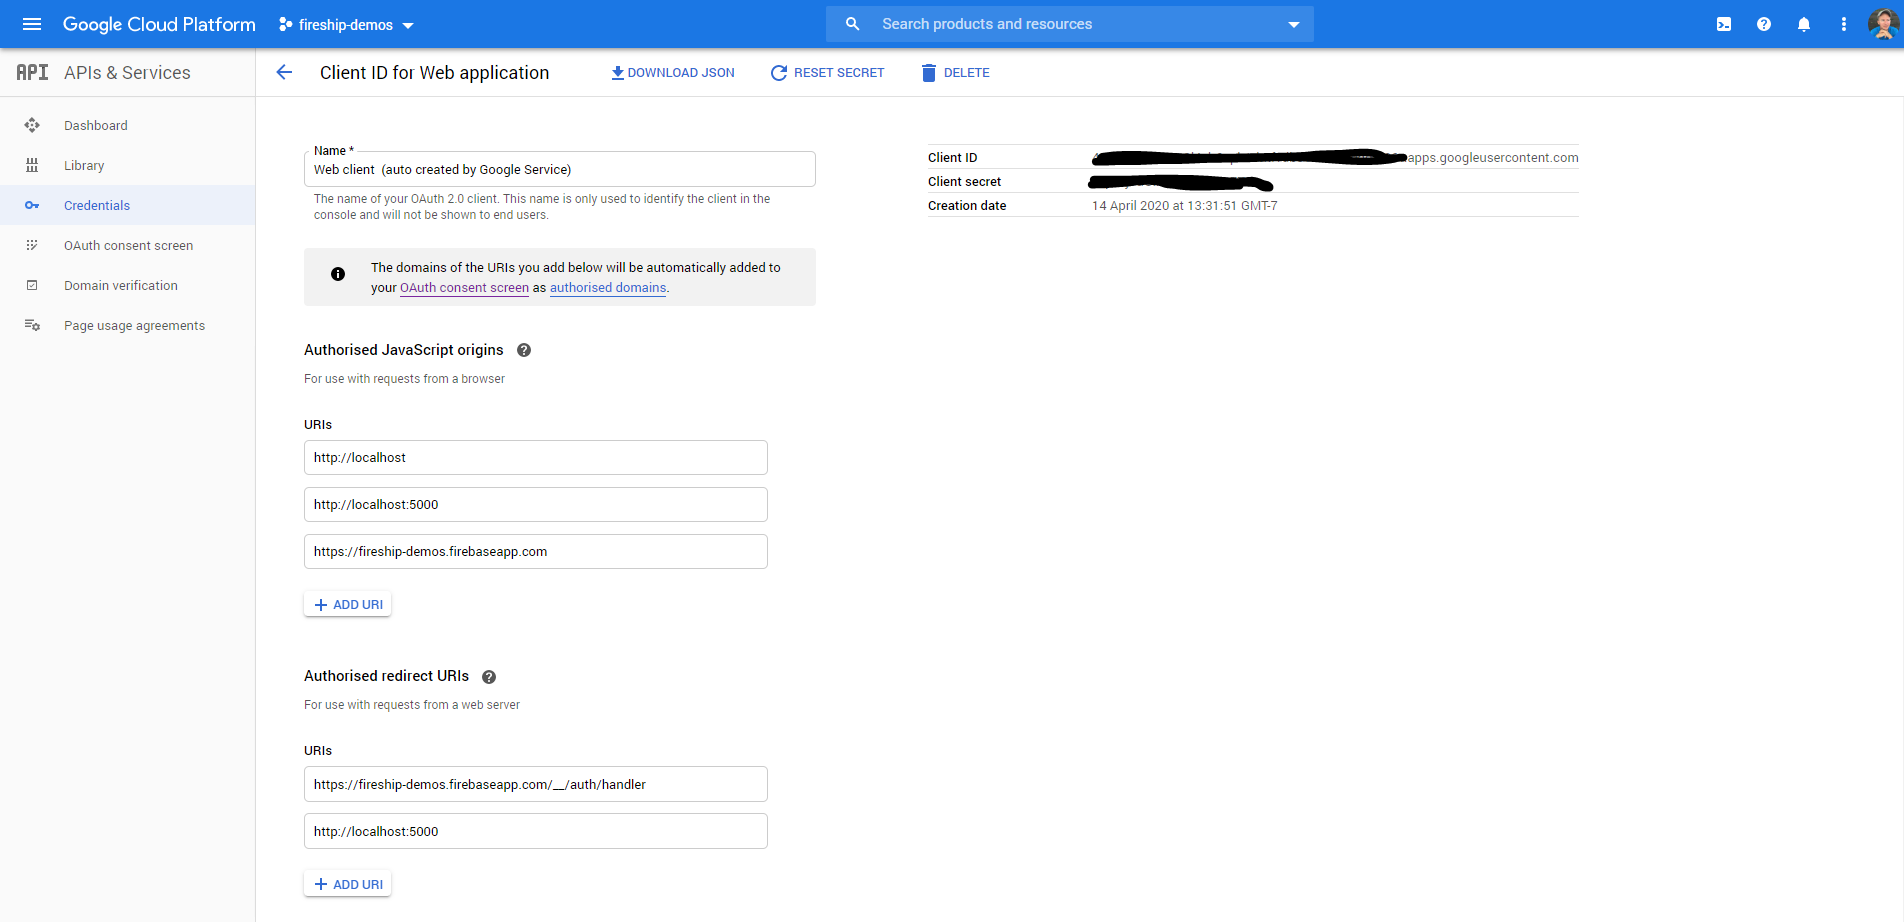 Google Cloud Platform
fireship-demos
Search products and resources
API APIs & Services
Client ID for Web application
DOWNLOAD JSON
RESET SECRET
DELETE
Dashboard
Library
Credentials
OAuth consent screen
Domain verification
Page usage agreements
Name *
Web client  (auto created by Google Service)
The name of your OAuth 2.0 client. This name is only used to identify the client in the
console and will not be shown to end users.
The domains of the URIs you add below will be automatically added to
your OAuth consent screen as authorised domains.
Client ID
apps.googleusercontent.com
Client secret
Creation date
14 April 2020 at 13:31:51 GMT-7
Authorised JavaScript origins
For use with requests from a browser
URIs
http://localhost
http://localhost:5000
https://fireship-demos.firebaseapp.com
ADD URI
Authorised redirect URIs
For use with requests from a web server
URIs
https://fireship-demos.firebaseapp.com/__/auth/handler
http://localhost:5000
ADD URI